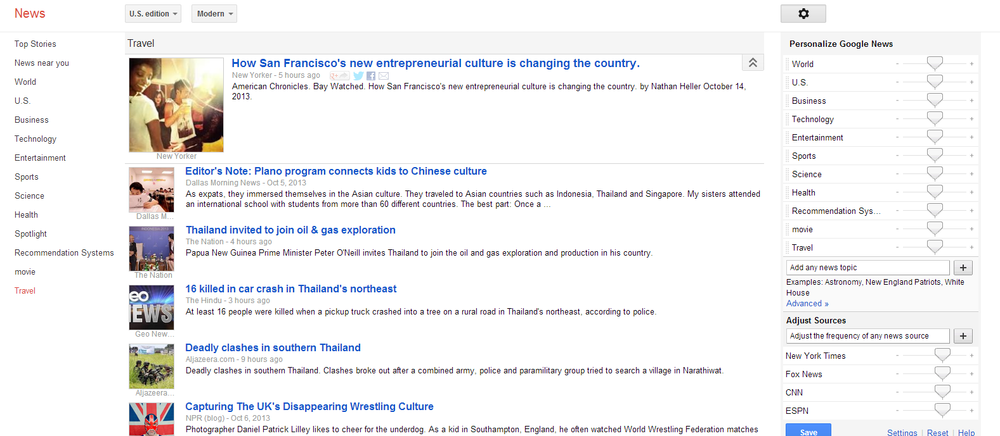 News
U.S. edition
Modern
Top Stories
News near you
World
U.S.
Business
Technology
Entertainment
Sports
Science
Health
Spotlight
Recommendation Systems
movie
Travel
Travel
How San Francisco's new entrepreneurial culture is changing the country.
New Yorker - 5 hours ago
American Chronicles. Bay Watched. How San Francisco's new entrepreneurial culture is changing the country. by Nathan Heller October 14,
2013.
New Yorker
Editor's Note: Plano program connects kids to Chinese culture
Dallas Morning News - Oct 5, 2013
As expats, they immersed themselves in the Asian culture. They traveled to Asian countries such as Indonesia, Thailand and Singapore. My sisters attended
an international school with students from more than 60 different countries. The best part: Once a ...
Dallas M...
Thailand invited to join oil & gas exploration
The Nation - 4 hours ago
Papua New Guinea Prime Minister Peter O'Neill invites Thailand to join the oil and gas exploration and production in his country.
The Nation
16 killed in car crash in Thailand's northeast
The Hindu - 3 hours ago
At least 16 people were killed when a pickup truck crashed into a tree on a rural road in Thailand's northeast, according to police.
eo
EWS
Geo New...
Deadly clashes in southern Thailand
Aljazeera.com - 9 hours ago
Deadly clashes in southern Thailand. Clashes broke out after a combined army, police and paramilitary group tried to search a village in Narathiwat.
Aljazeera...
Capturing The UK's Disappearing Wrestling Culture
NPR (blog) - Oct 6, 2013
Photographer Daniel Patrick Lilley likes to cheer for the underdog. As a kid in Southampton, England, he often watched World Wrestling Federation matches
Personalize Google News
World - +
U.S. - +
Business - +
Technology - +
Entertainment - +
Sports - +
Science - +
Health - +
Recommendation Sys... - +
movie - +
Travel - +
Add any news topic +
Examples: Astronomy, New England Patriots, White
House
Advanced »
Adjust Sources
Adjust the frequency of any news source +
New York Times - +
Fox News - +
CNN - +
ESPN - +
Save Settings | Reset | Help